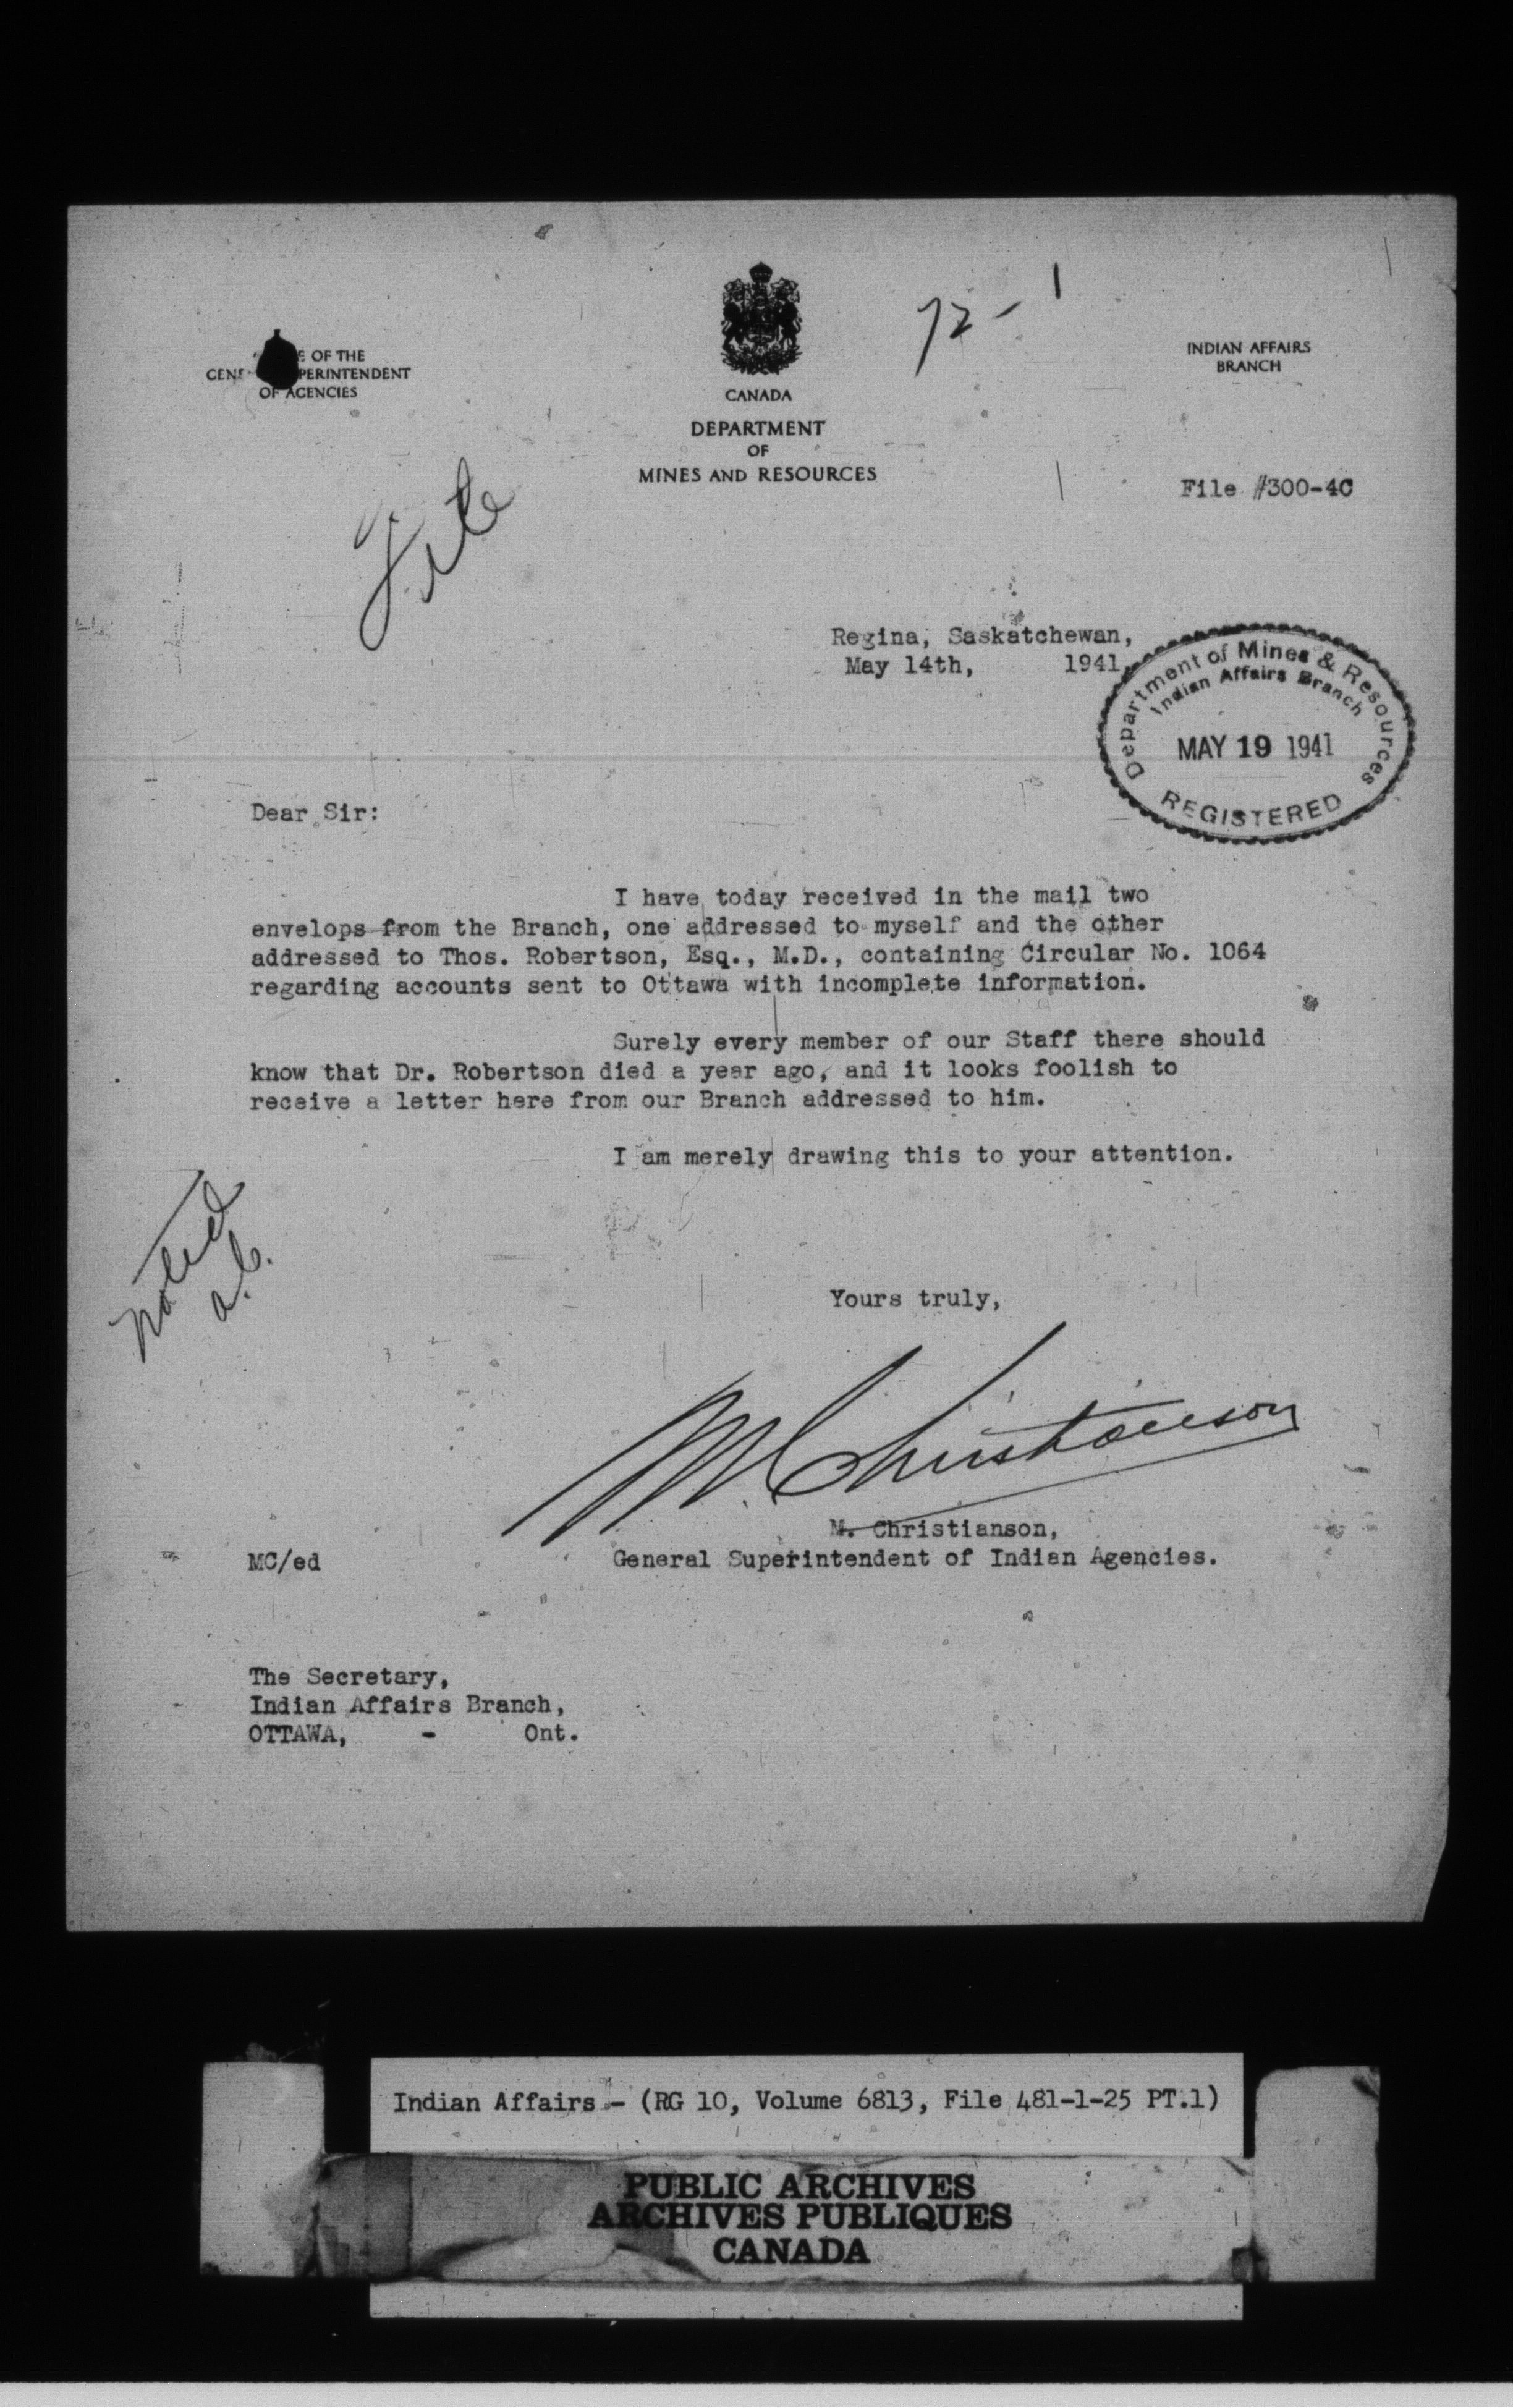 72-1
OF THE
PERINTENDENT
OF AGENCIES
CANADA
DEPARTMENT
OF
MINES AND RESOURCES
INDIAN AFFAIRS
BRANCH
File #300-4C
File
Regina, Saskatchewan,
May 14th, 1941.
Department of Mines & Resources
Indian Affairs Branch
MAY 19 1941
REGISTERED
Dear Sir:
I have today received in the mail two
envelops from the Branch, one addressed to myself and the other
addressed to Thos. Robertson, Esq., M.D., containing Circular No. 1064
regarding accounts sent to Ottawa with incomplete information.
Surely every member of our Staff there should
know that Dr. Robertson died a year ago, and it looks foolish to
receive a letter here from our Branch addressed to him.
I am merely drawing this to your attention.
Noted
a.C.
Yours truly,
M. Christianson
M. Christianson,
General Superintendent of Indian Agencies.
MC/ed
The Secretary,
Indian Affairs Branch,
OTTAWA, - Ont.
Indian Affairs - (RG 10, Volume 6813, File 481-1-25 PT.1)
PUBLIC ARCHIVES
ARCHIVES PUBLIQUES
CANADA